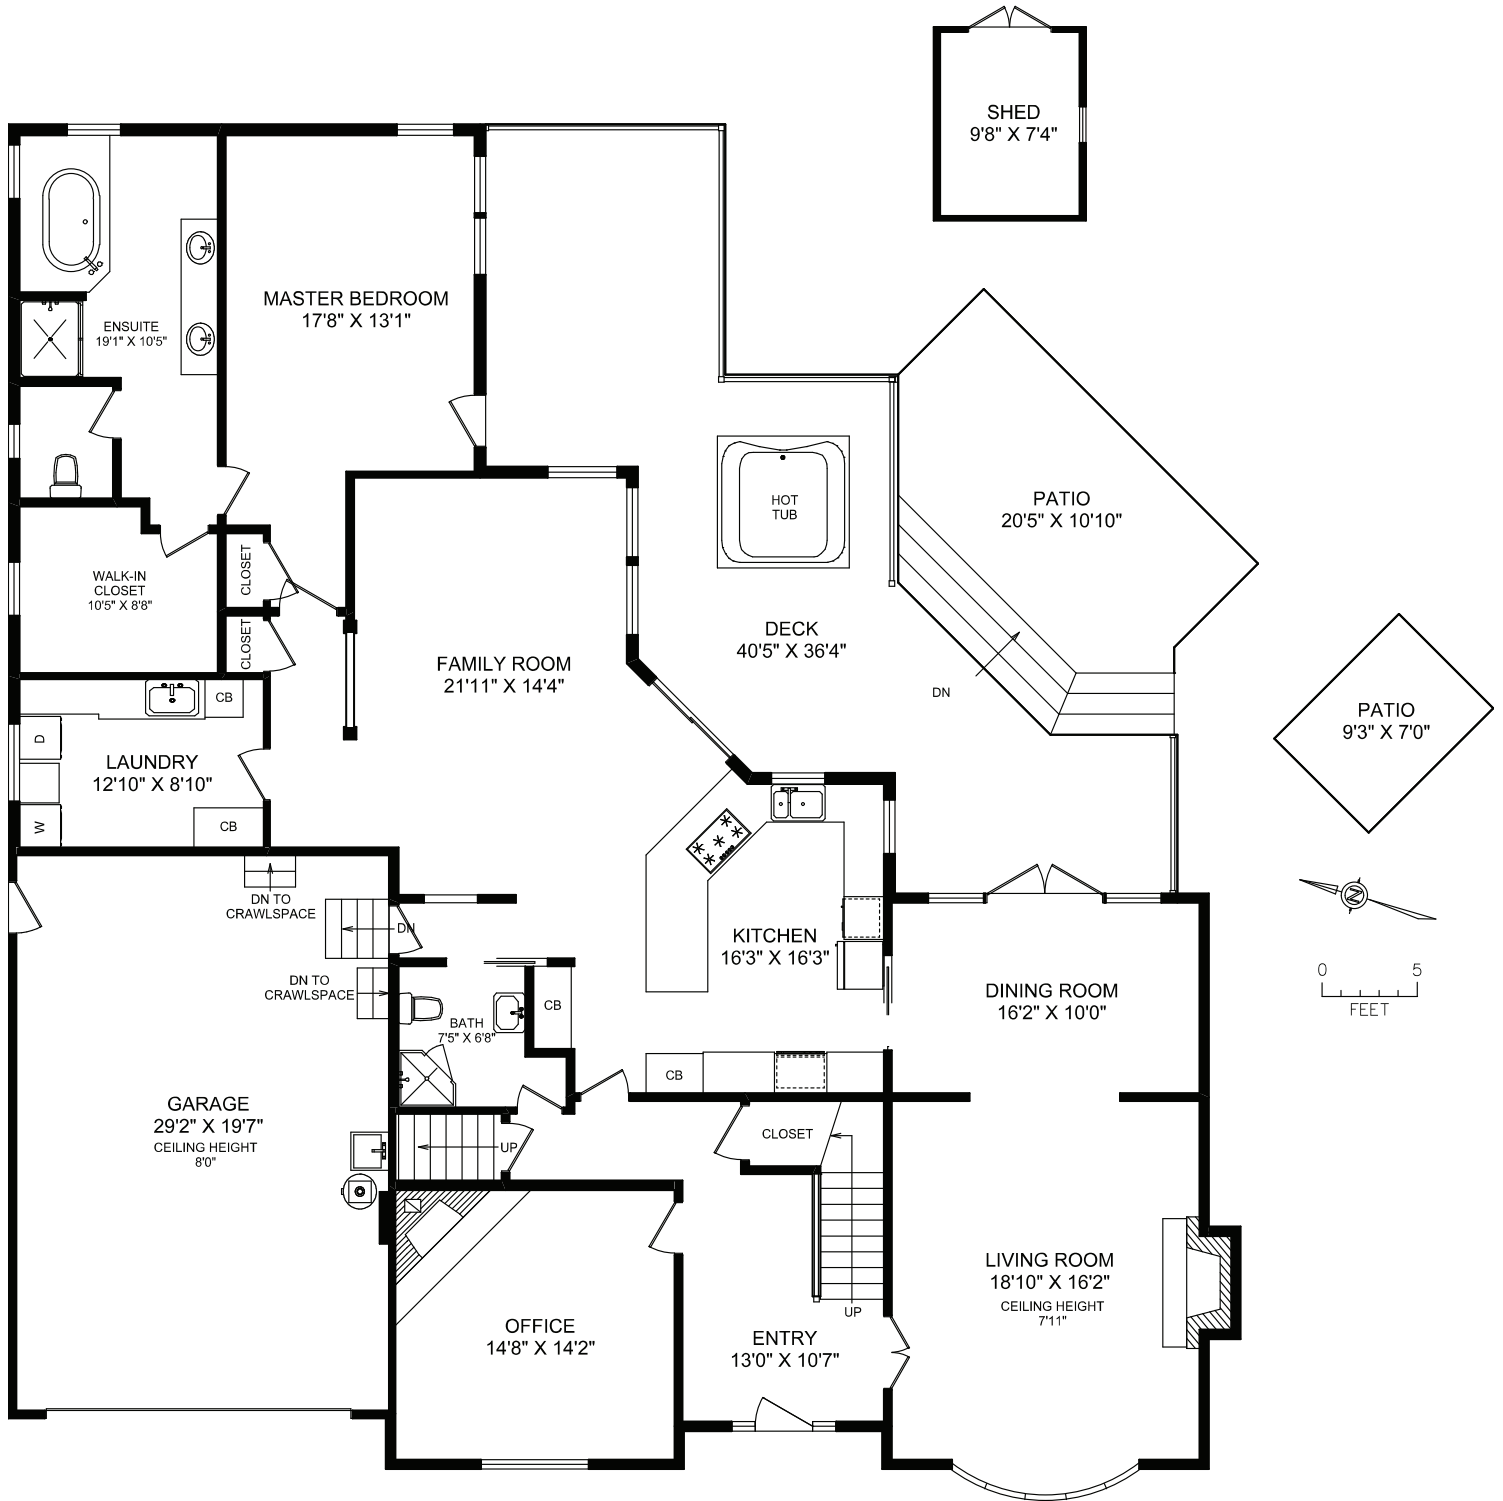 SHED
9'8" X 7'4"
MASTER BEDROOM
17'8" X 13'1"
ENSUITE
19'1" X 10'5"
HOT
TUB
PATIO
20'5" X 10'10"
CLOSET
WALK-IN
CLOSET
10'5" X 8'8"
CLOSET
DECK
40'5" X 36'4"
DN
FAMILY ROOM
21'11" X 14'4"
CB
PATIO
9'3" X 7'0"
D
LAUNDRY
12'10" X 8'10"
W
CB
DN TO
CRAWLSPACE
DN
N
KITCHEN
16'3" X 16'3"
0 5
FEET
DN TO
CRAWLSPACE
DINING ROOM
16'2" X 10'0"
CB
BATH
7'5" X 6'8"
CB
GARAGE
29'2" X 19'7"
CEILING HEIGHT
8'0"
UP
CLOSET
LIVING ROOM
18'10" X 16'2"
CEILING HEIGHT
7'11"
UP
OFFICE
14'8" X 14'2"
ENTRY
13'0" X 10'7"